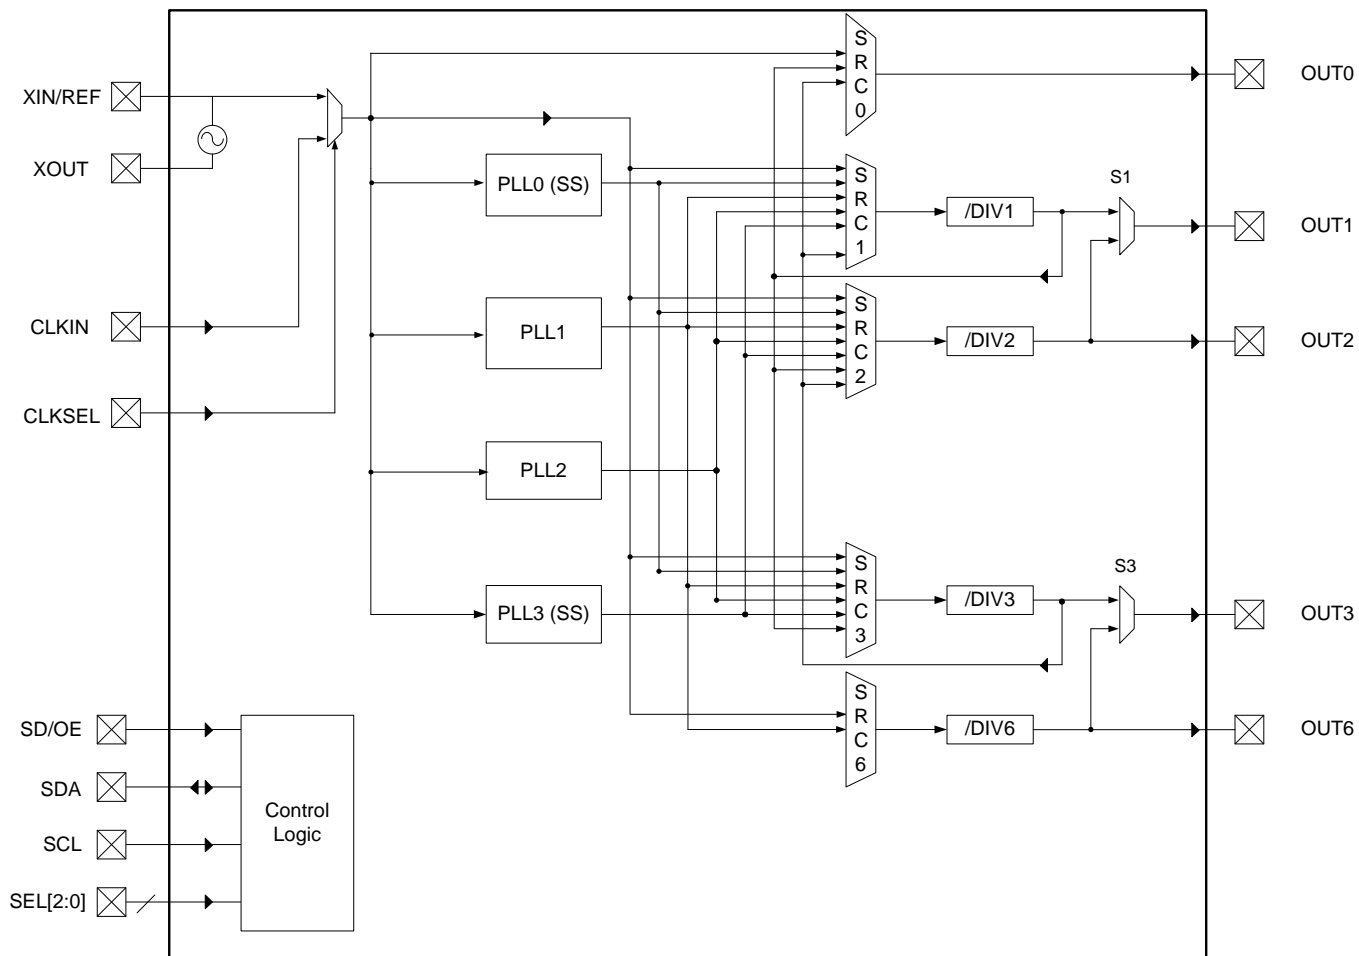 XIN/REF
XOUT
CLKIN
CLKSEL
SD/OE
SDA
SCL
SEL[2:0]
Control
Logic
PLL0 (SS)
PLL1
PLL2
PLL3 (SS)
S
R
C
0
S
R
C
1
S
R
C
2
S
R
C
3
S
R
C
6
/DIV1
/DIV2
/DIV3
/DIV6
S1
S3
OUT0
OUT1
OUT2
OUT3
OUT6